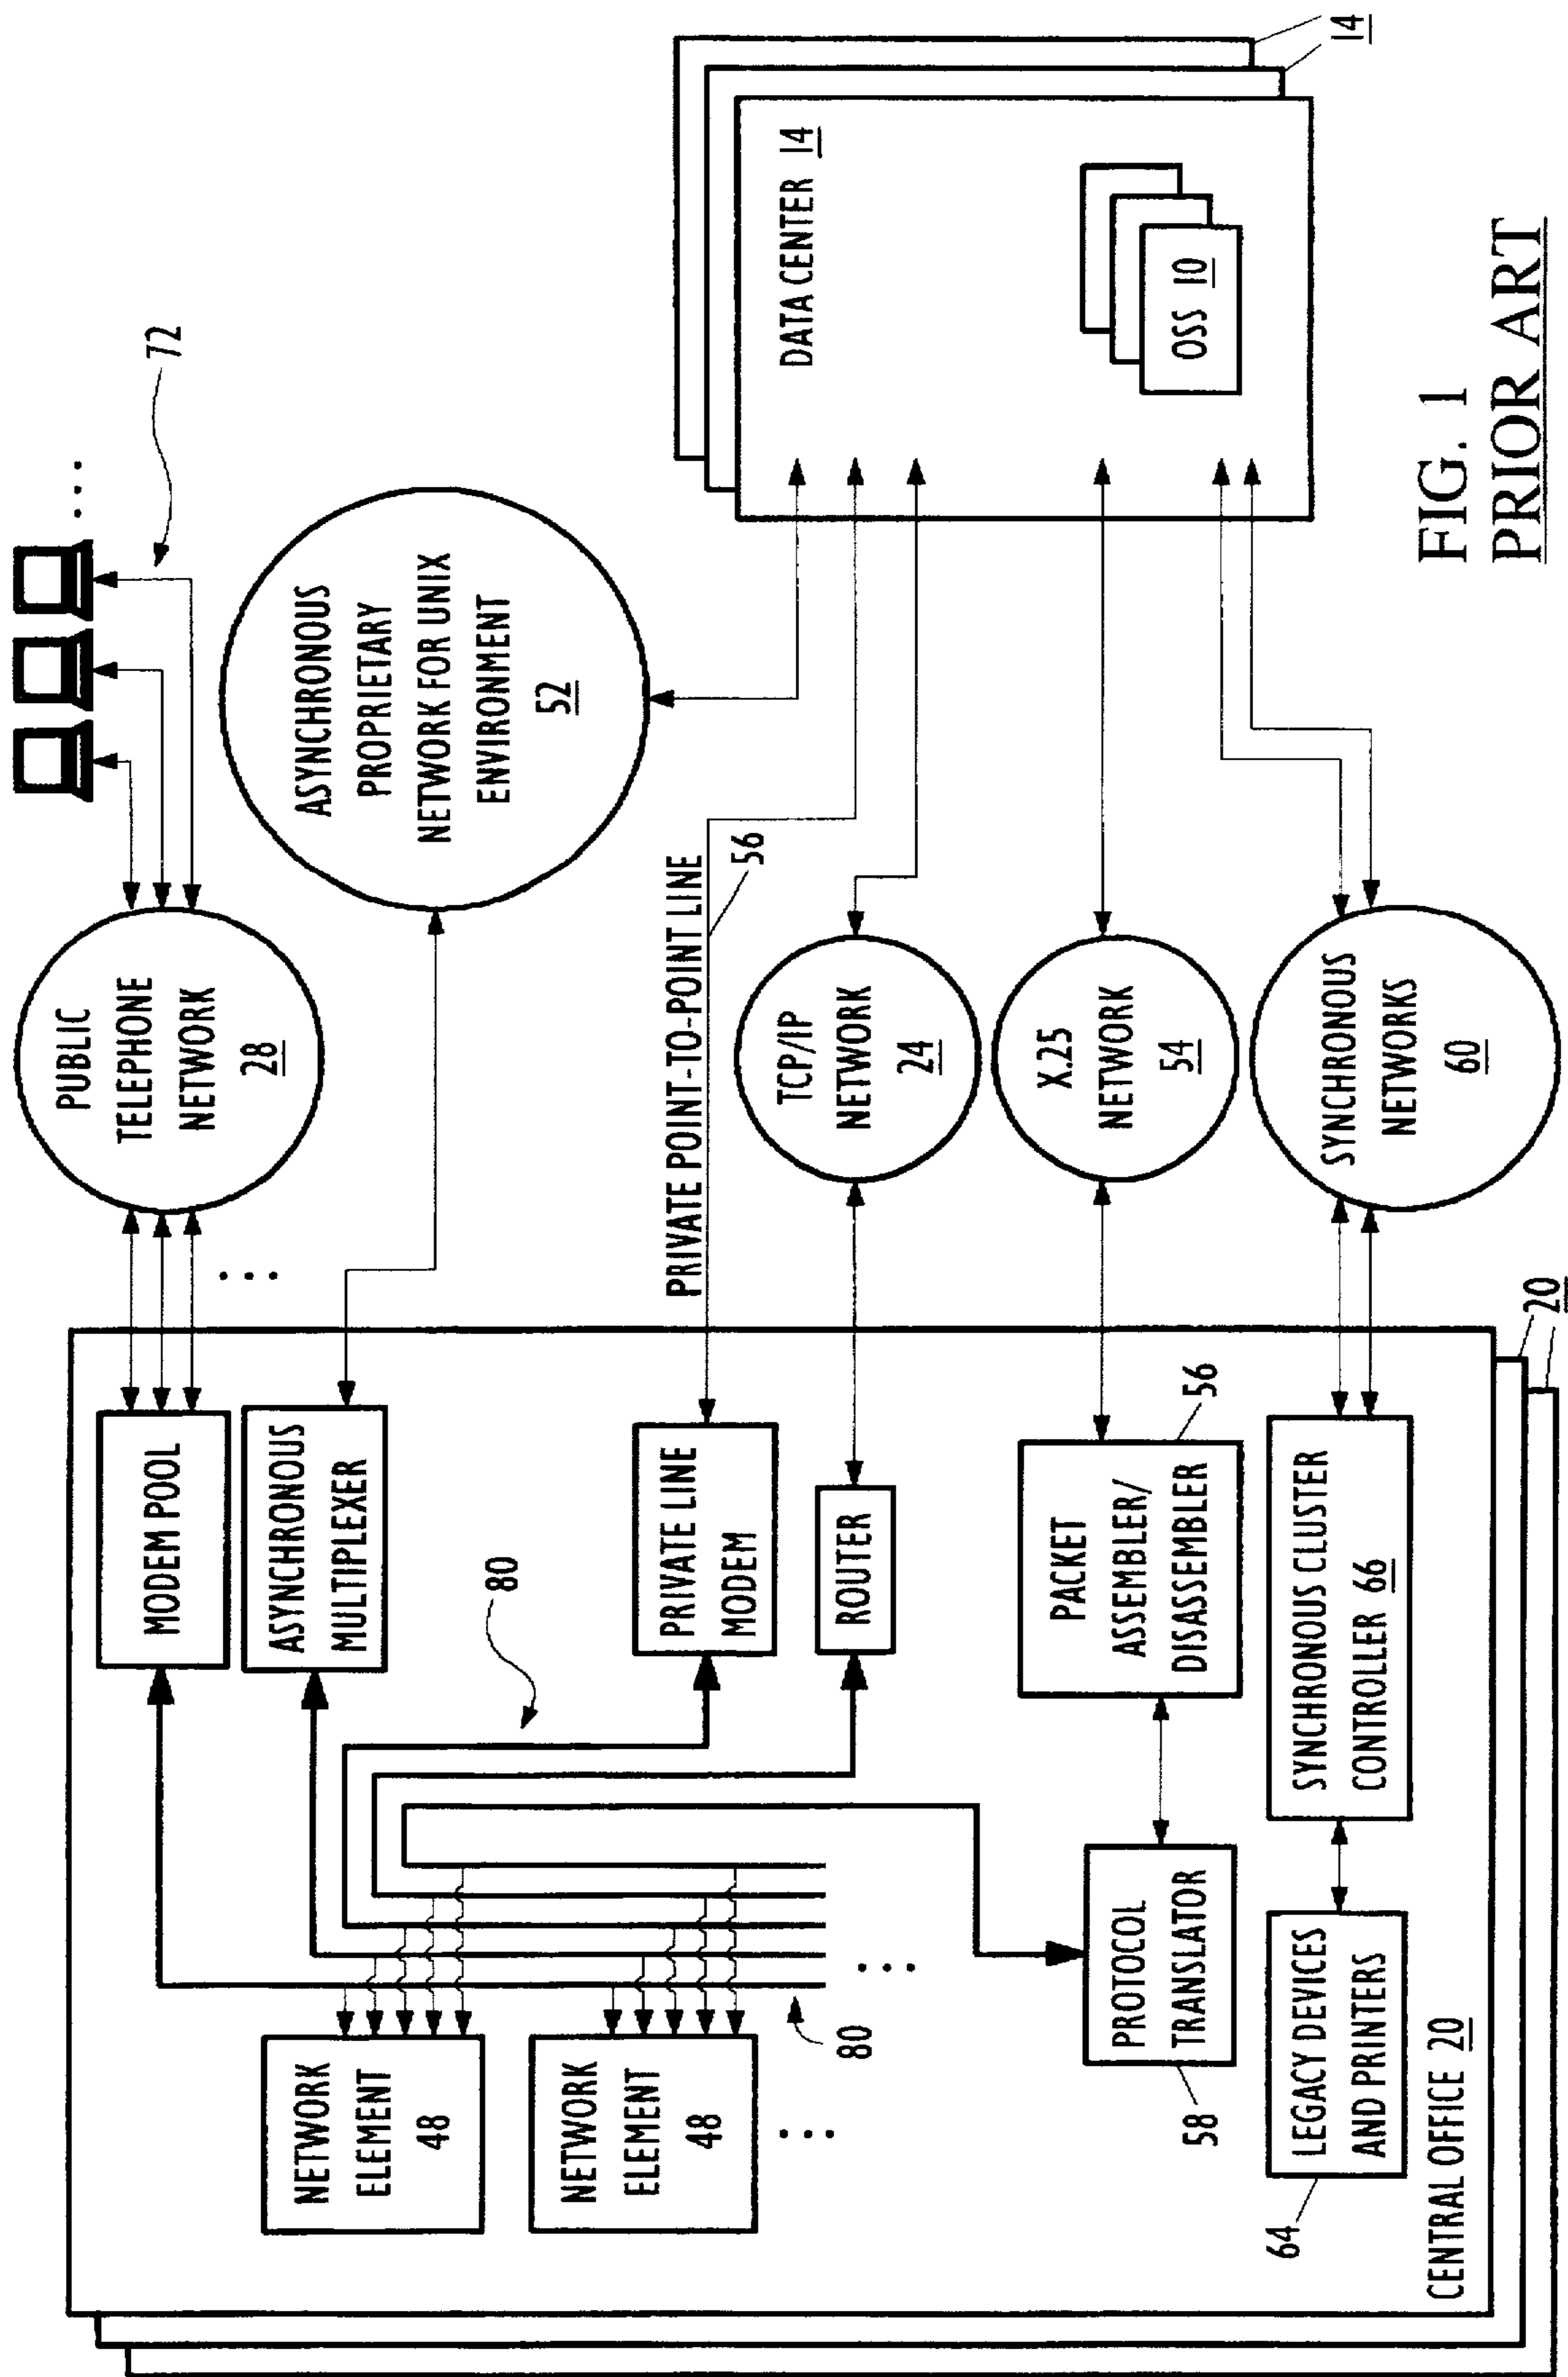 72
...
PUBLIC
TELEPHONE
NETWORK
28
ASYNCHRONOUS
PROPRIETARY
NETWORK FOR UNIX
ENVIRONMENT
52
...
MODEM POOL
ASYNCHRONOUS
MULTIPLEXER
NETWORK
ELEMENT
48
NETWORK
ELEMENT
48
...
80
80
...
PRIVATE LINE
MODEM
PRIVATE POINT-TO-POINT LINE
56
ROUTER
TCP/IP
NETWORK
24
DATA CENTER 14
OSS 10
14
PROTOCOL
TRANSLATOR
58
PACKET
ASSEMBLER/
DISASSEMBLER
56
X.25
NETWORK
54
LEGACY DEVICES
AND PRINTERS
64
SYNCHRONOUS CLUSTER
CONTROLLER 66
SYNCHRONOUS
NETWORKS
60
CENTRAL OFFICE 20
20
FIG. 1
PRIOR ART